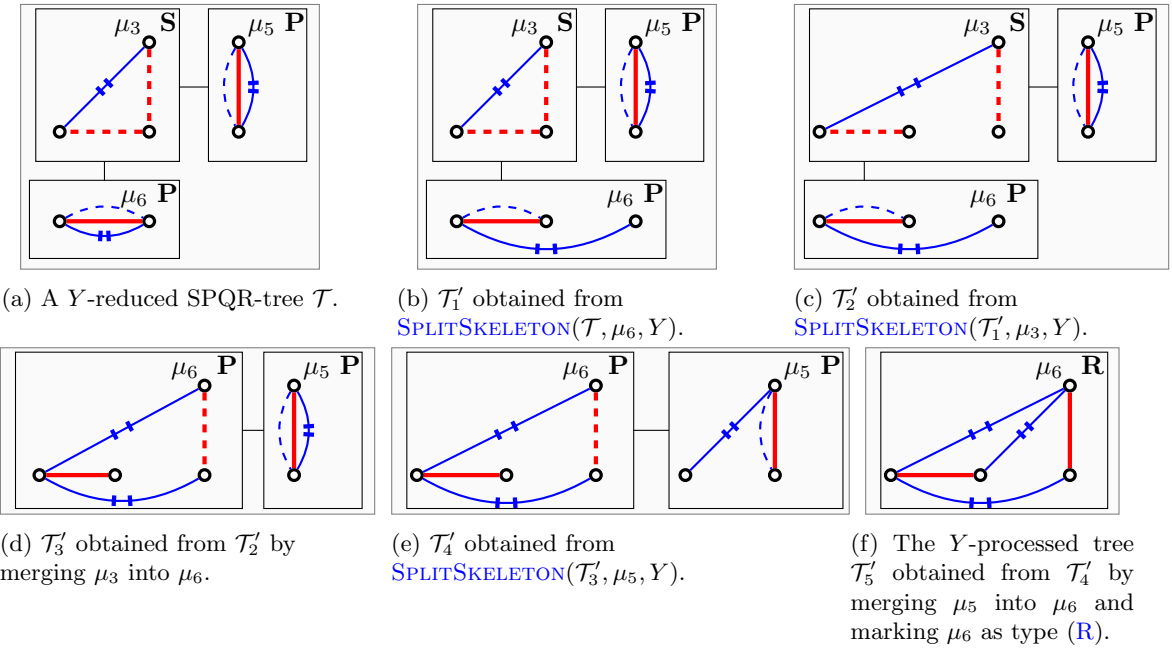 μ₃ S
μ₅ P
μ₆ P
(a) A Y-reduced SPQR-tree 𝒯.
μ₃ S
μ₅ P
μ₆ P
(b) 𝒯′₁ obtained from
SPLITSKELETON(𝒯, μ₆, Y).
μ₃ S
μ₅ P
μ₆ P
(c) 𝒯′₂ obtained from
SPLITSKELETON(𝒯′₁, μ₃, Y).
μ₆ P
μ₅ P
(d) 𝒯′₃ obtained from 𝒯′₂ by
merging μ₃ into μ₆.
μ₆ P
μ₅ P
(e) 𝒯′₄ obtained from
SPLITSKELETON(𝒯′₃, μ₅, Y).
μ₆ R
(f) The Y-processed tree
𝒯′₅ obtained from 𝒯′₄ by
merging μ₅ into μ₆ and
marking μ₆ as type (R).